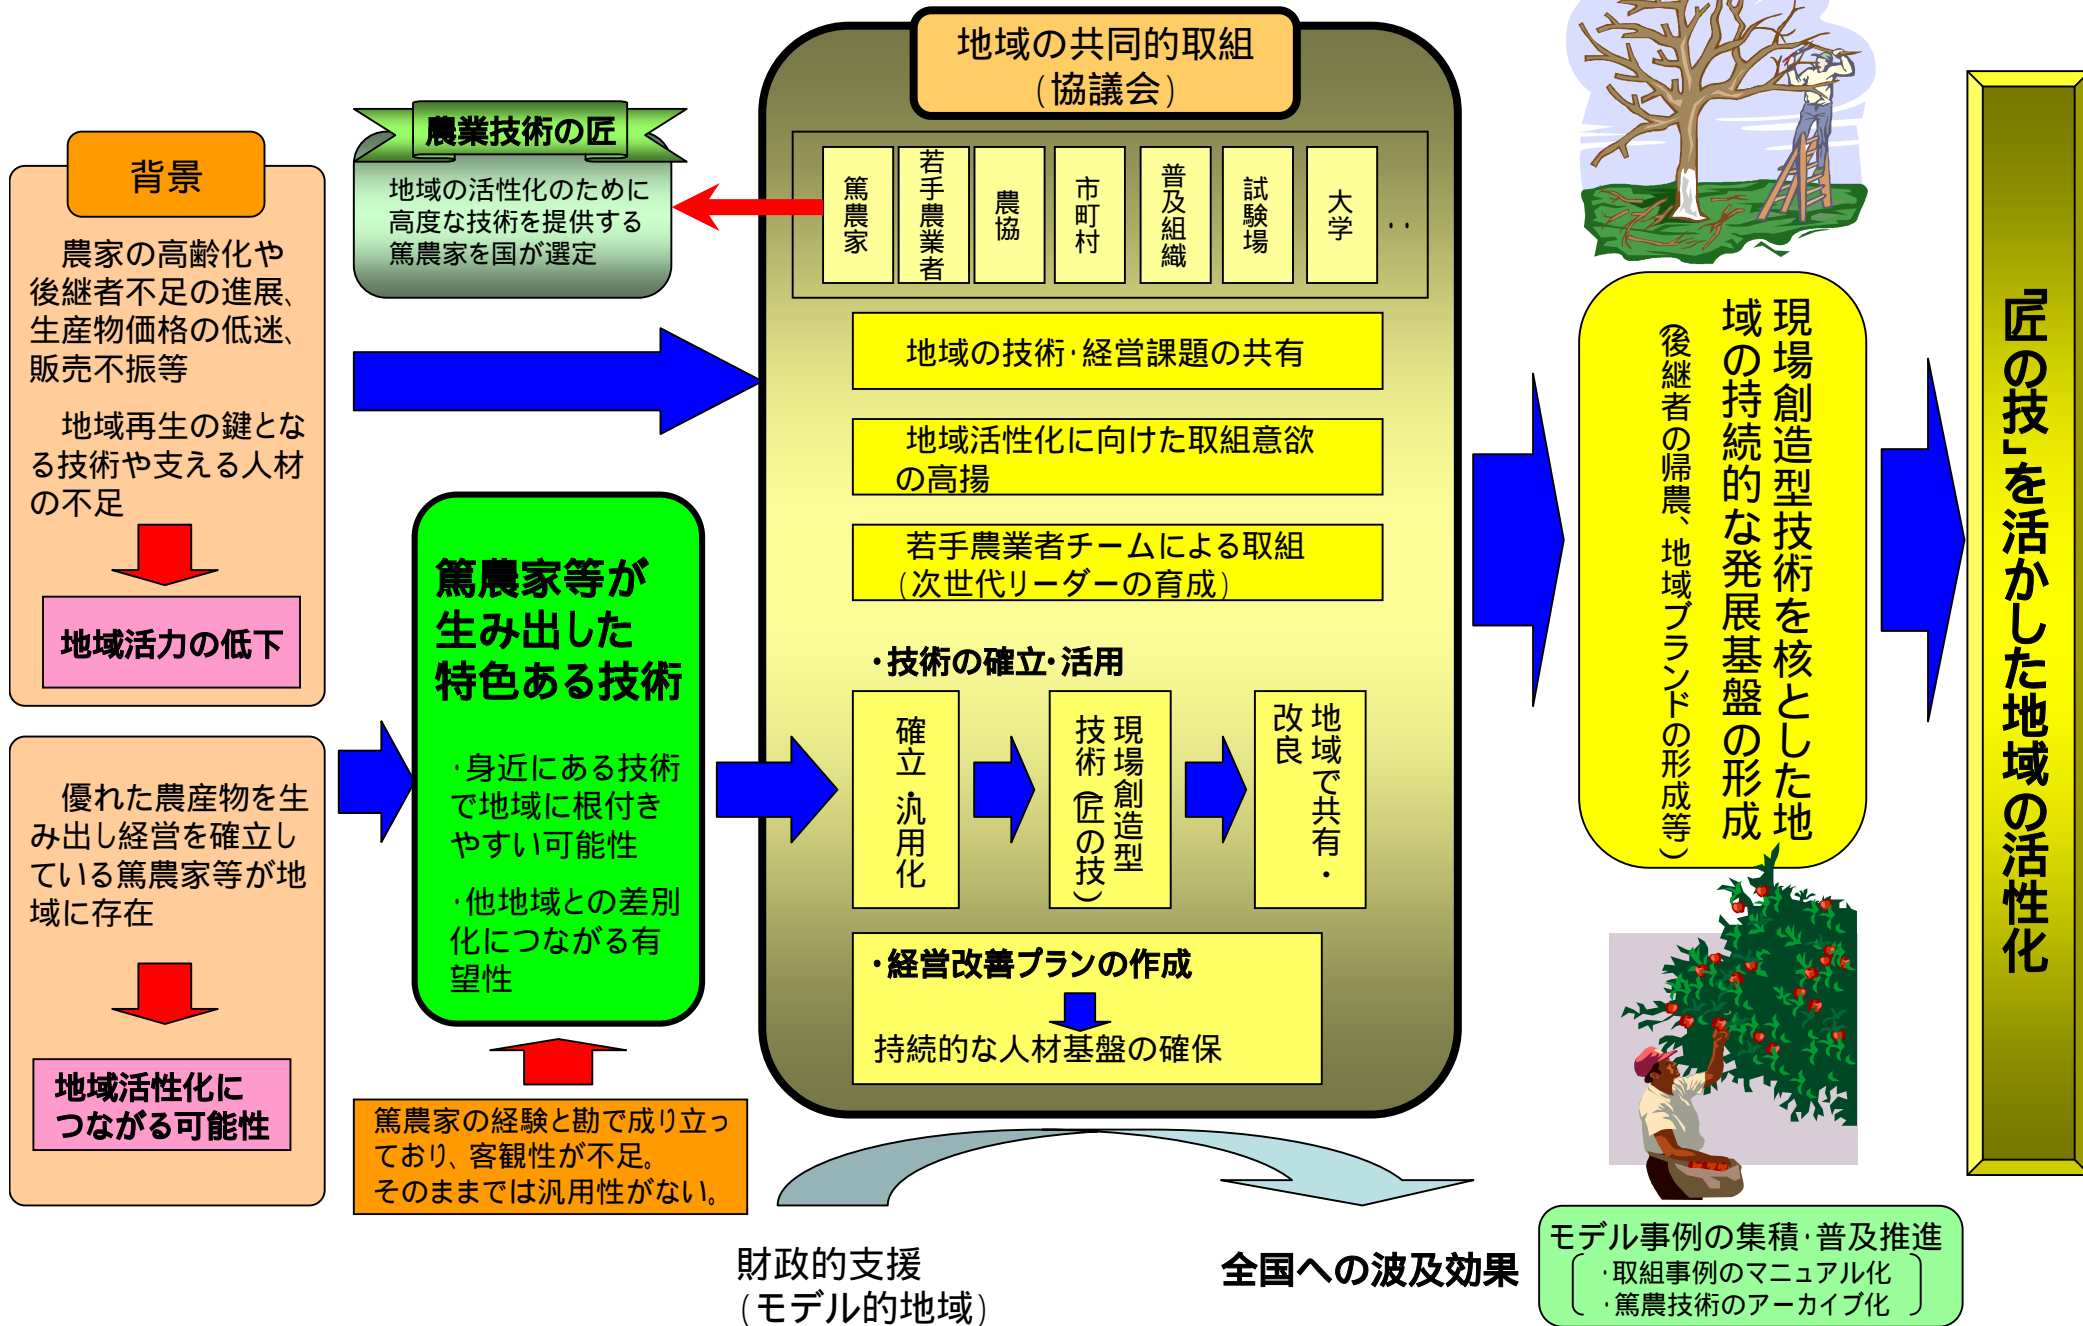 背景
農家の高齢化や
後継者不足の進展、
生産物価格の低迷、
販売不振等
地域再生の鍵とな
る技術や支える人材
の不足
地域活力の低下
優れた農産物を生
み出し経営を確立し
ている篤農家等が地
域に存在
地域活性化に
つながる可能性
農業技術の匠
地域の活性化のために
高度な技術を提供する
篤農家を国が選定
篤農家等が
生み出した
特色ある技術
・身近にある技術
で地域に根付き
やすい可能性
・他地域との差別
化につながる有
望性
篤農家の経験と勘で成り立っ
ており、客観性が不足。
そのままでは汎用性がない。
地域の共同的取組
(協議会)
篤農家
若手農業者
農協
市町村
普及組織
試験場
大学
・・
地域の技術・経営課題の共有
地域活性化に向けた取組意欲
の高揚
若手農業者チームによる取組
(次世代リーダーの育成)
・技術の確立・活用
確立・汎用化
現場創造型
技術(匠の技)
地域で共有・
改良
・経営改善プランの作成
持続的な人材基盤の確保
財政的支援
(モデル的地域)
全国への波及効果
現場創造型技術を核とした地
域の持続的な発展基盤の形成
(後継者の帰農、地域ブランドの形成等)
モデル事例の集積・普及推進
・取組事例のマニュアル化
・篤農技術のアーカイブ化
『匠の技」を活かした地域の活性化